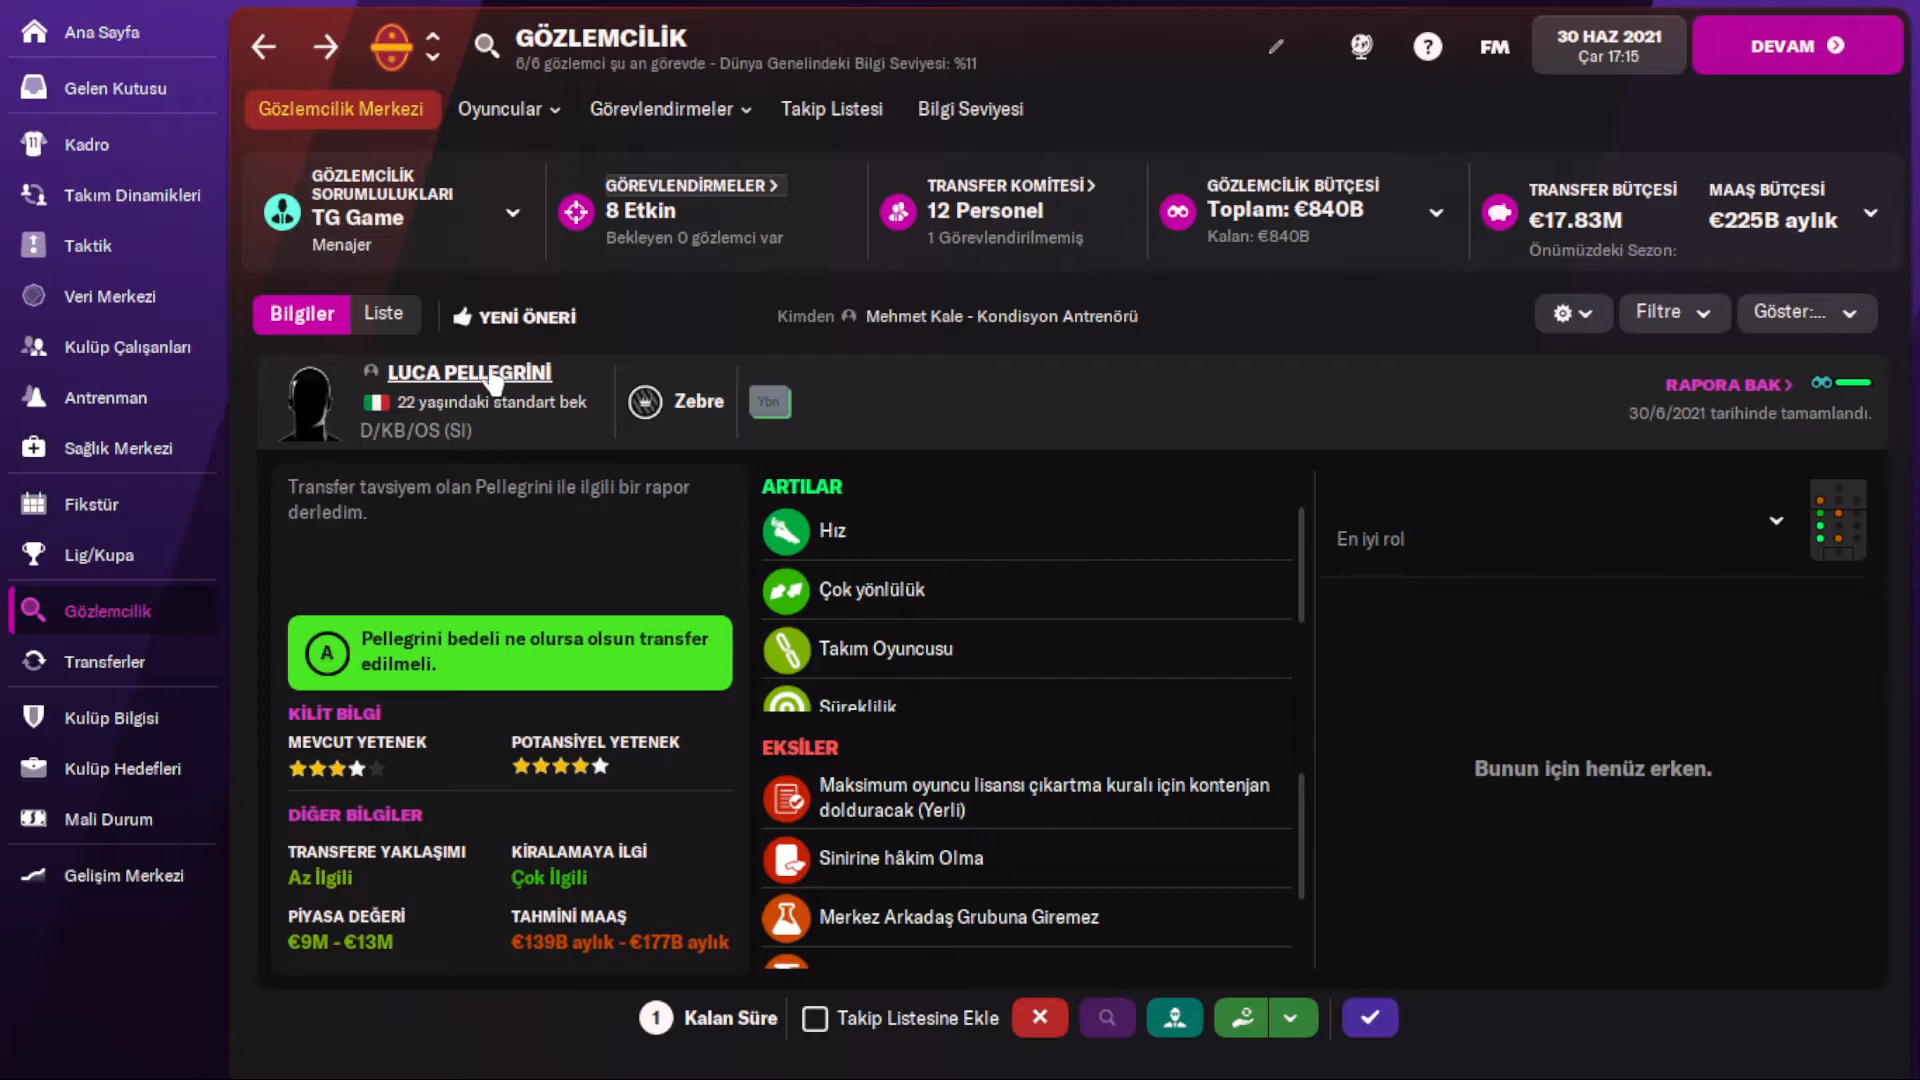 Ana Sayfa
Gelen Kutusu
Kadro
Takım Dinamikleri
Taktik
Veri Merkezi
Kulüp Çalışanları
Antrenman
Sağlık Merkezi
Fikstür
Lig/Kupa
Gözlemcilik
Transferler
Kulüp Bilgisi
Kulüp Hedefleri
Mali Durum
Gelişim Merkezi
GÖZLEMCİLİK
6/6 gözlemci şu an görevde - Dünya Genelindeki Bilgi Seviyesi: %11
?
FM
30 HAZ 2021
Çar 17:15
DEVAM
Gözlemcilik Merkezi
Oyuncular
Görevlendirmeler
Takip Listesi
Bilgi Seviyesi
GÖZLEMCİLİK
SORUMLULUKLARI
TG Game
Menajer
GÖREVLENDİRMELER >
8 Etkin
Bekleyen 0 gözlemci var
TRANSFER KOMİTESİ >
12 Personel
1 Görevlendirilmemiş
GÖZLEMCİLİK BÜTÇESİ
Toplam: €840B
Kalan: €840B
TRANSFER BÜTÇESİ
€17.83M
Önümüzdeki Sezon:
MAAŞ BÜTÇESİ
€225B aylık
Bilgiler
Liste
YENİ ÖNERİ
Kimden Mehmet Kale - Kondisyon Antrenörü
Filtre
Göster:...
LUCA PELLEGRİNİ
22 yaşındaki standart bek
D/KB/OS (Sl)
Zebre
Ybn
RAPORA BAK >
30/6/2021 tarihinde tamamlandı.
Transfer tavsiyem olan Pellegrini ile ilgili bir rapor
derledim.
A
Pellegrini bedeli ne olursa olsun transfer
edilmeli.
KİLİT BİLGİ
MEVCUT YETENEK
POTANSİYEL YETENEK
DİĞER BİLGİLER
TRANSFERE YAKLAŞIMI
Az İlgili
KİRALAMAYA İLGİ
Çok İlgili
PİYASA DEĞERİ
€9M - €13M
TAHMİNİ MAAŞ
€139B aylık - €177B aylık
ARTILAR
Hız
Çok yönlülük
Takım Oyuncusu
Süreklilik
EKSİLER
Maksimum oyuncu lisansı çıkartma kuralı için kontenjan
dolduracak (Yerli)
Sinirine hâkim Olma
Merkez Arkadaş Grubuna Giremez
En iyi rol
Bunun için henüz erken.
1 Kalan Süre
Takip Listesine Ekle